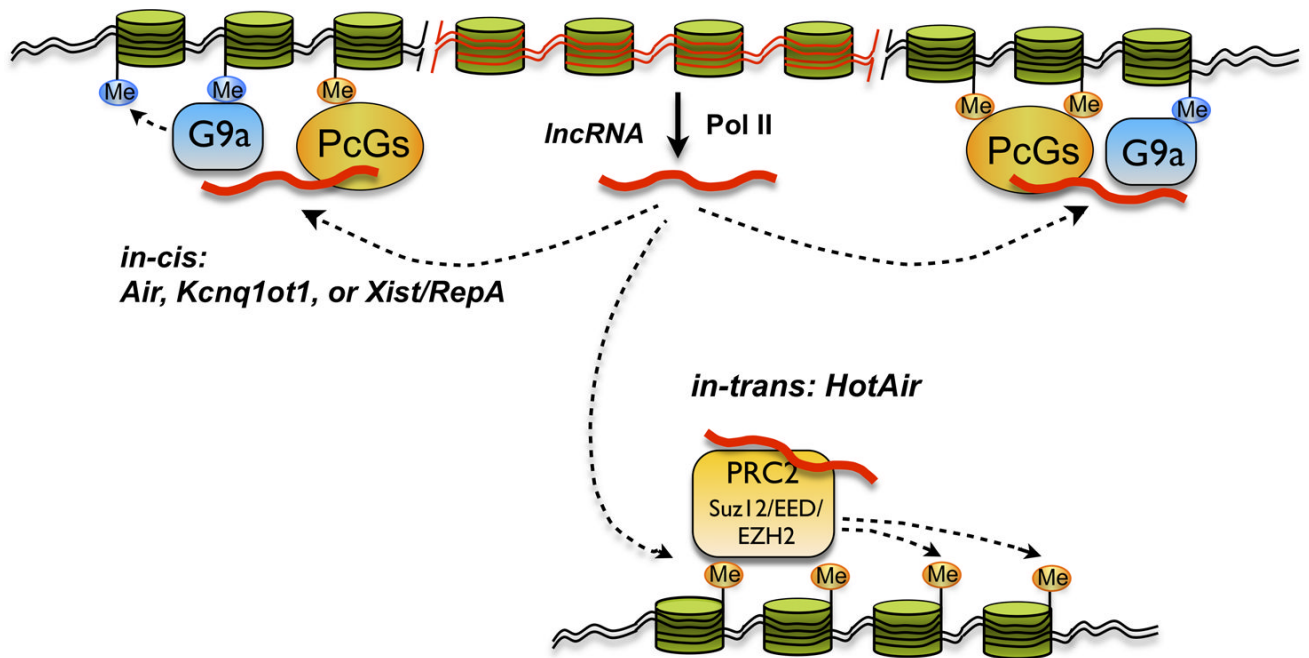 Me
Me
Me
G9a
PcGs
lncRNA
Pol II
Me
Me
Me
PcGs
G9a
in-cis:
Air, Kcnq1ot1, or Xist/RepA
in-trans: HotAir
PRC2
Suz12/EED/
EZH2
Me
Me
Me
Me